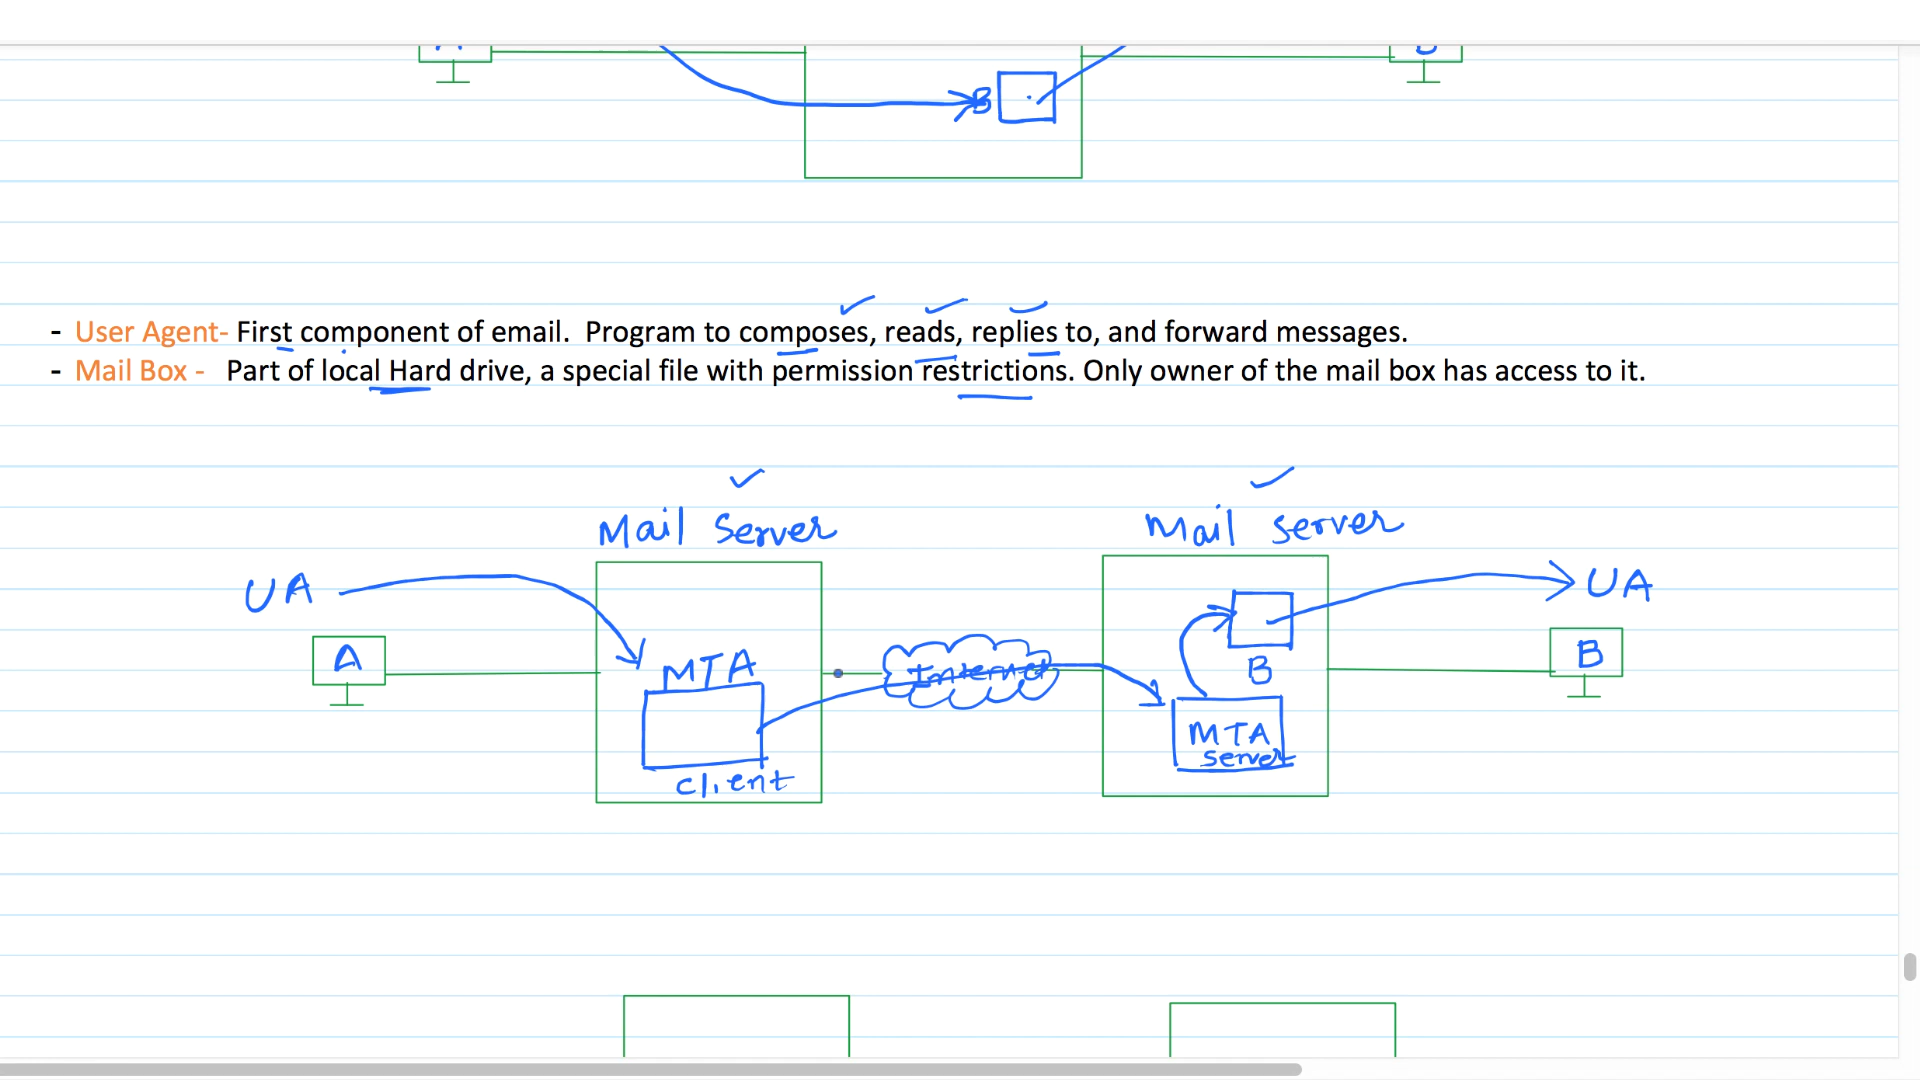 B
- User Agent- First component of email. Program to composes, reads, replies to, and forward messages.
- Mail Box - Part of local Hard drive, a special file with permission restrictions. Only owner of the mail box has access to it.
Mail Server
Mail server
UA
UA
A
MTA
Internet
B
B
MTA
server
client